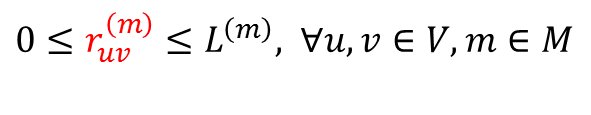 0 ≤ r_{uv}^{(m)} ≤ L^{(m)}, ∀u, v ∈ V, m ∈ M